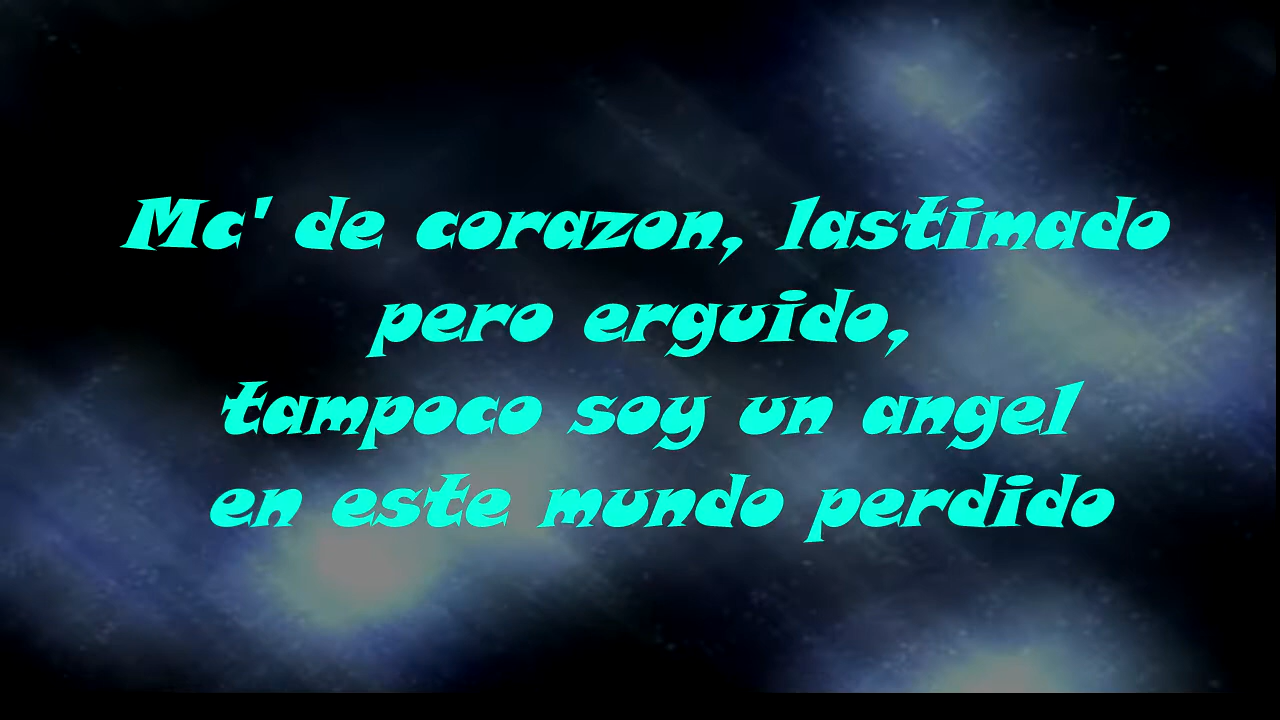 Mc' de corazon, lastimado
pero erguido,
tampoco soy un angel
en este mundo perdido